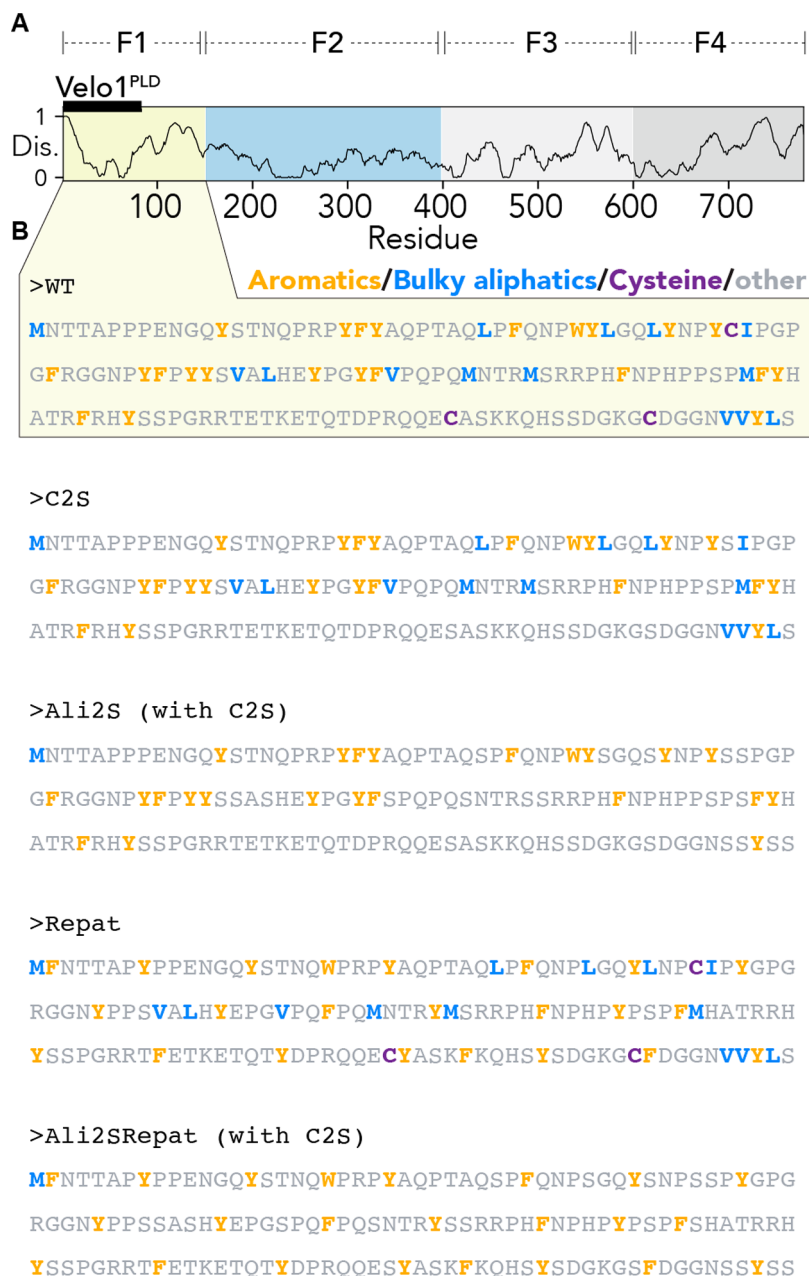 A
F1 F2 F3 F4
Velo1PLD
1
Dis.
0
100 200 300 400 500 600 700
Residue
B
Aromatics/Bulky aliphatics/Cysteine/other
>WT
MNTTAPPPENGQYSTNQPRPYFYAQPTAQLPFQNPWYLGQLYNPYCIPGP
GFRGGNPYFPYYSVALHEYPGYFVPQPQMNTRMSRRPHFNPHPPSPMFYH
ATRFRHYSSPGRRTETKETQTDPRQQECASKKQHSSDGKGCDGGNVVYLS
>C2S
MNTTAPPPENGQYSTNQPRPYFYAQPTAQLPFQNPWYLGQLYNPYSIPGP
GFRGGNPYFPYYSVALHEYPGYFVPQPQMNTRMSRRPHFNPHPPSPMFYH
ATRFRHYSSPGRRTETKETQTDPRQQESASKKQHSSDGKGSDGGNVVYLS
>Ali2S (with C2S)
MNTTAPPPENGQYSTNQPRPYFYAQPTAQSPFQNPWYSGQSYNPYSSPGP
GFRGGNPYFPYYSSASHEYPGYFSPQPQSNTRSSRRPHFNPHPPSPSFYH
ATRFRHYSSPGRRTETKETQTDPRQQESASKKQHSSDGKGSDGGNSSYSS
>Repat
MFNTTAPYPPENGQYSTNQWPRPYAQPTAQLPFQNPLGQYLNPCIPYGPG
RGGNYPPSVALHYEPGVPQFPQMNTRYMSRRPHFNPHPYPSPFMHATRRH
YSSPGRRTFETKETQTYDPRQQECYASKFKQHSYSDGKGCFDGGNVVYLS
>Ali2SRepat (with C2S)
MFNTTAPYPPENGQYSTNQWPRPYAQPTAQSPFQNPSGQYSNPSSPYGPG
RGGNYPPSSASHYEPGSPQFPQSNTRYSSRRPHFNPHPYPSPFSHATRRH
YSSPGRRTFETKETQTYDPRQQESYASKFKQHSYSDGKGSFDGGNSSYSS